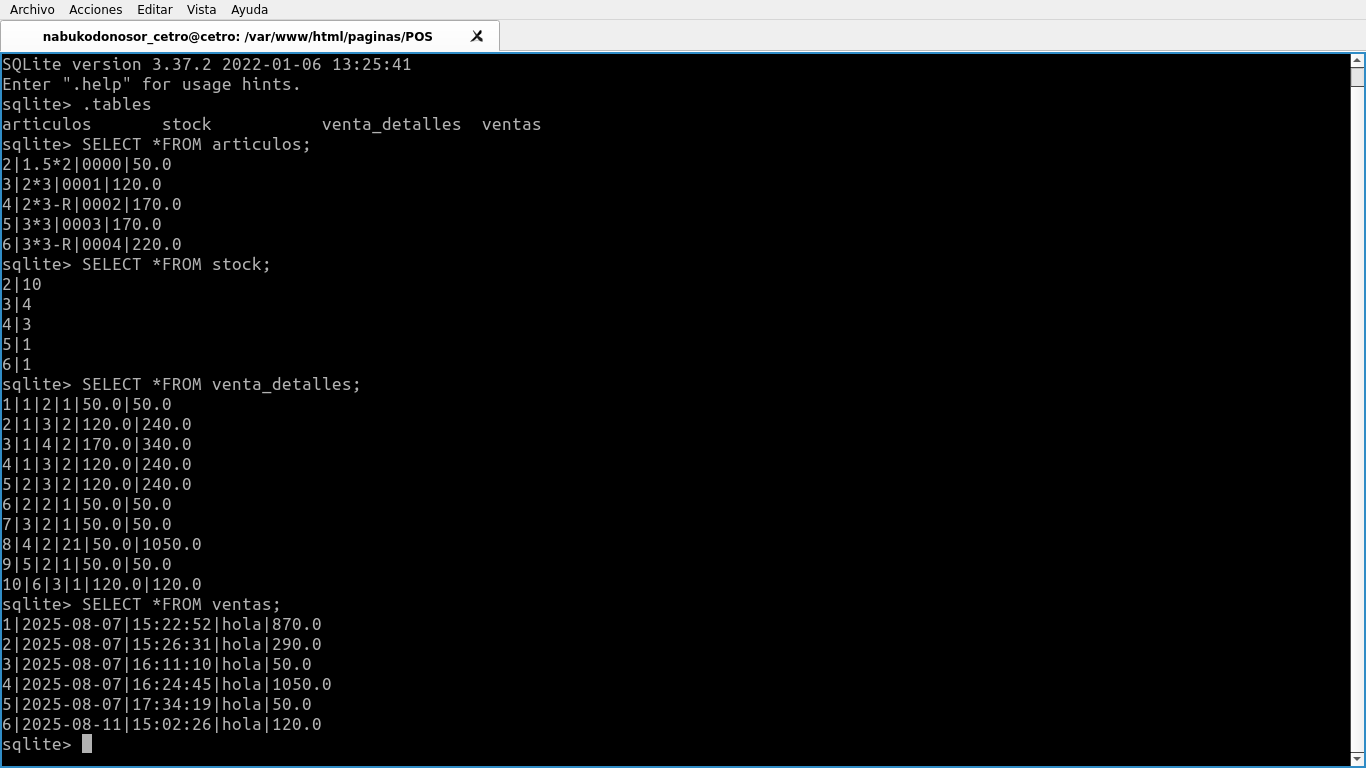 Archivo Acciones Editar Vista Ayuda
nabukodonosor_cetro@cetro: /var/www/html/paginas/POS
SQLite version 3.37.2 2022-01-06 13:25:41
Enter ".help" for usage hints.
sqlite> .tables
articulos       stock           venta_detalles  ventas
sqlite> SELECT *FROM articulos;
2|1.5*2|0000|50.0
3|2*3|0001|120.0
4|2*3-R|0002|170.0
5|3*3|0003|170.0
6|3*3-R|0004|220.0
sqlite> SELECT *FROM stock;
2|10
3|4
4|3
5|1
6|1
sqlite> SELECT *FROM venta_detalles;
1|1|2|1|50.0|50.0
2|1|3|2|120.0|240.0
3|1|4|2|170.0|340.0
4|1|3|2|120.0|240.0
5|2|3|2|120.0|240.0
6|2|2|1|50.0|50.0
7|3|2|1|50.0|50.0
8|4|2|21|50.0|1050.0
9|5|2|1|50.0|50.0
10|6|3|1|120.0|120.0
sqlite> SELECT *FROM ventas;
1|2025-08-07|15:22:52|hola|870.0
2|2025-08-07|15:26:31|hola|290.0
3|2025-08-07|16:11:10|hola|50.0
4|2025-08-07|16:24:45|hola|1050.0
5|2025-08-07|17:34:19|hola|50.0
6|2025-08-11|15:02:26|hola|120.0
sqlite>